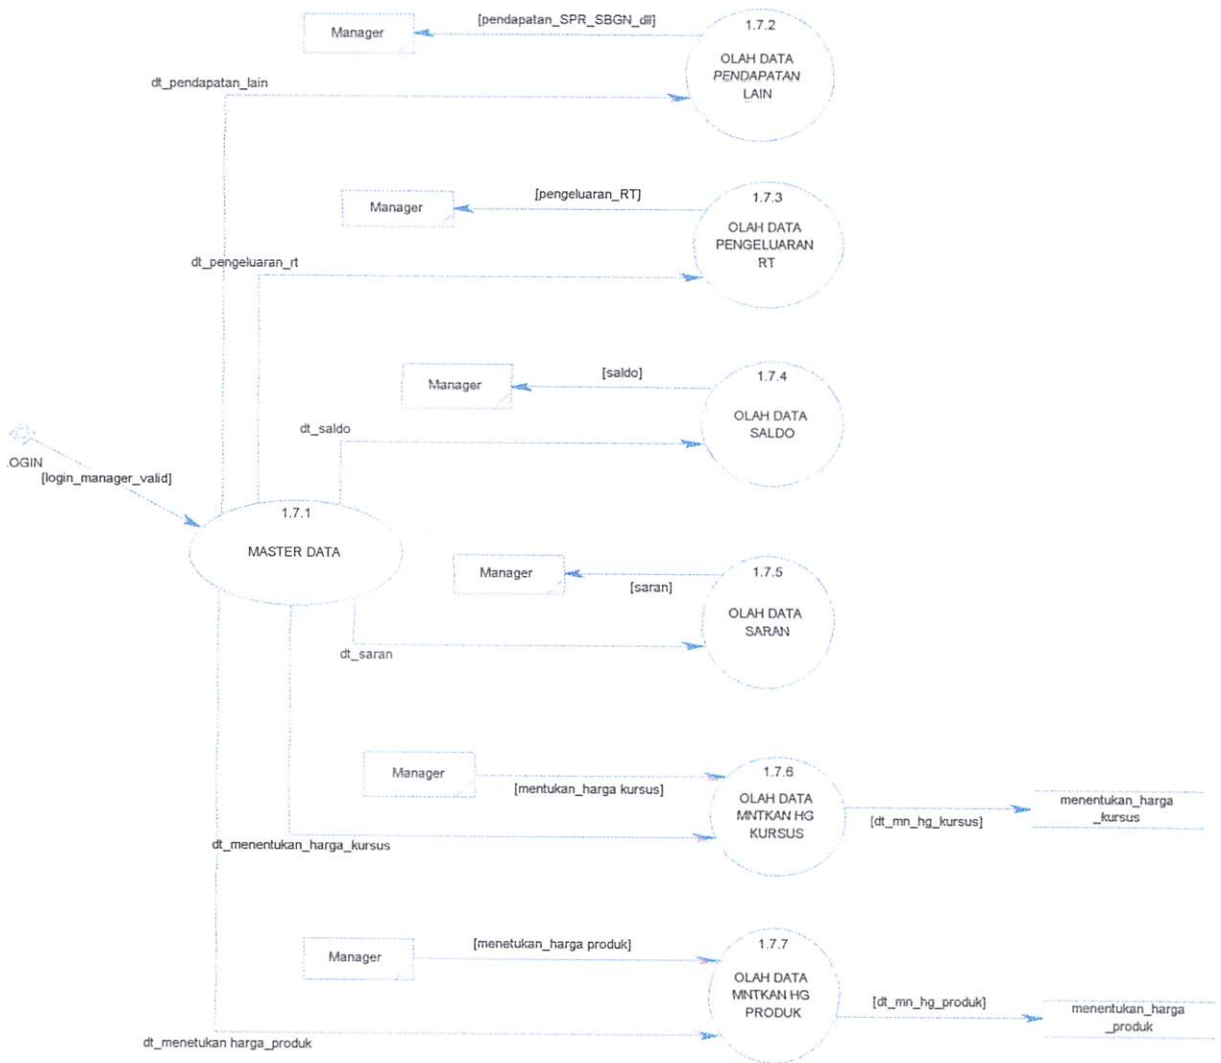 [pendapatan_SPR_SBGN_dll]
Manager
1.7.2
OLAH DATA
PENDAPATAN
LAIN
dt_pendapatan_lain
[pengeluaran_RT]
Manager
1.7.3
OLAH DATA
PENGELUARAN
RT
dt_pengeluaran_rt
[saldo]
Manager
1.7.4
OLAH DATA
SALDO
dt_saldo
.OGIN
[login_manager_valid]
1.7.1
MASTER DATA
Manager
[saran]
1.7.5
OLAH DATA
SARAN
dt_saran
Manager
[mentukan_harga kursus]
1.7.6
OLAH DATA
MNTKAN HG
KURSUS
[dt_mn_hg_kursus]
menentukan_harga
_kursus
dt_menentukan_harga_kursus
Manager
[menetukan_harga produk]
1.7.7
OLAH DATA
MNTKAN HG
PRODUK
[dt_mn_hg_produk]
menentukan_harga
_produk
dt_menetukan harga_produk